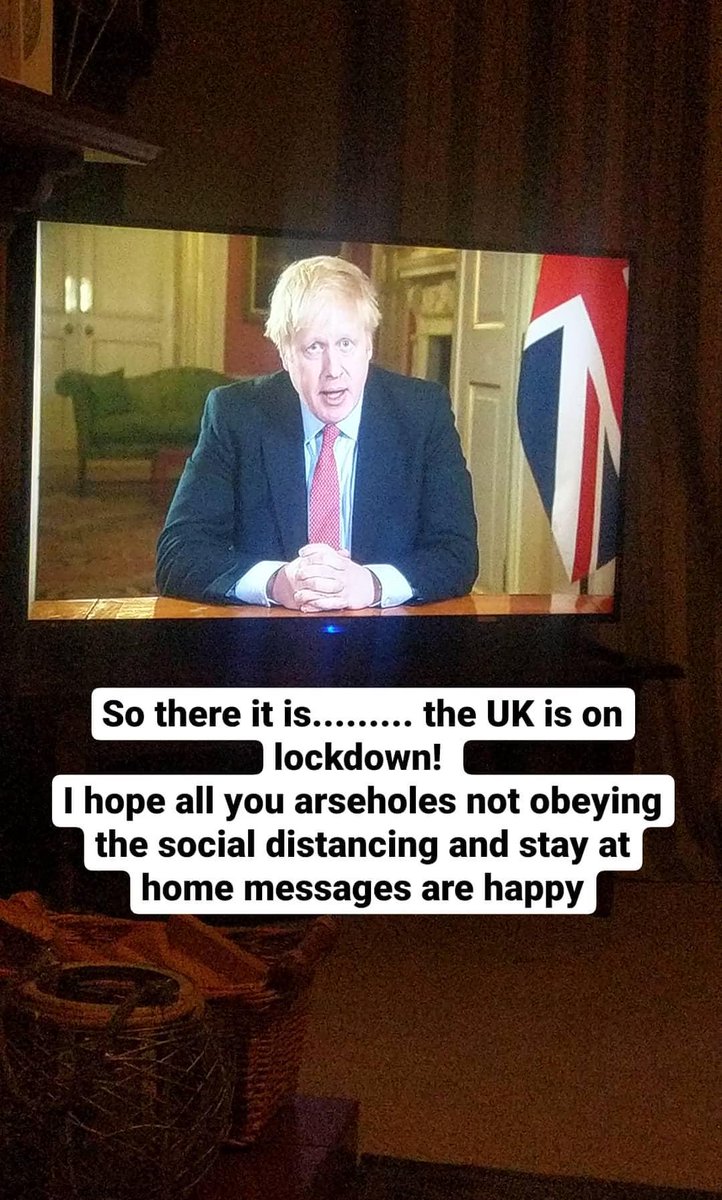 So there it is......... the UK is on
lockdown!
I hope all you arseholes not obeying
the social distancing and stay at
home messages are happy